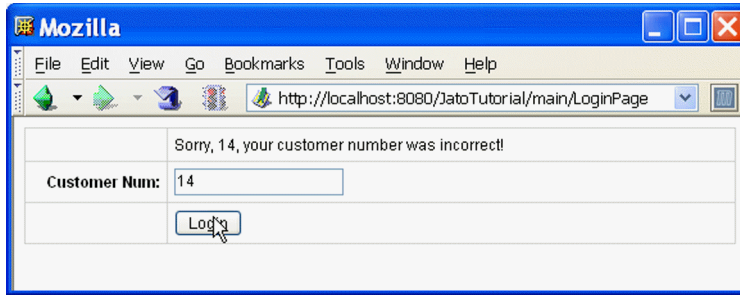 Mozilla
File Edit View Go Bookmarks Tools Window Help
http://localhost:8080/JatoTutorial/main/LoginPage
Sorry, 14, your customer number was incorrect!
Customer Num: 14
Login